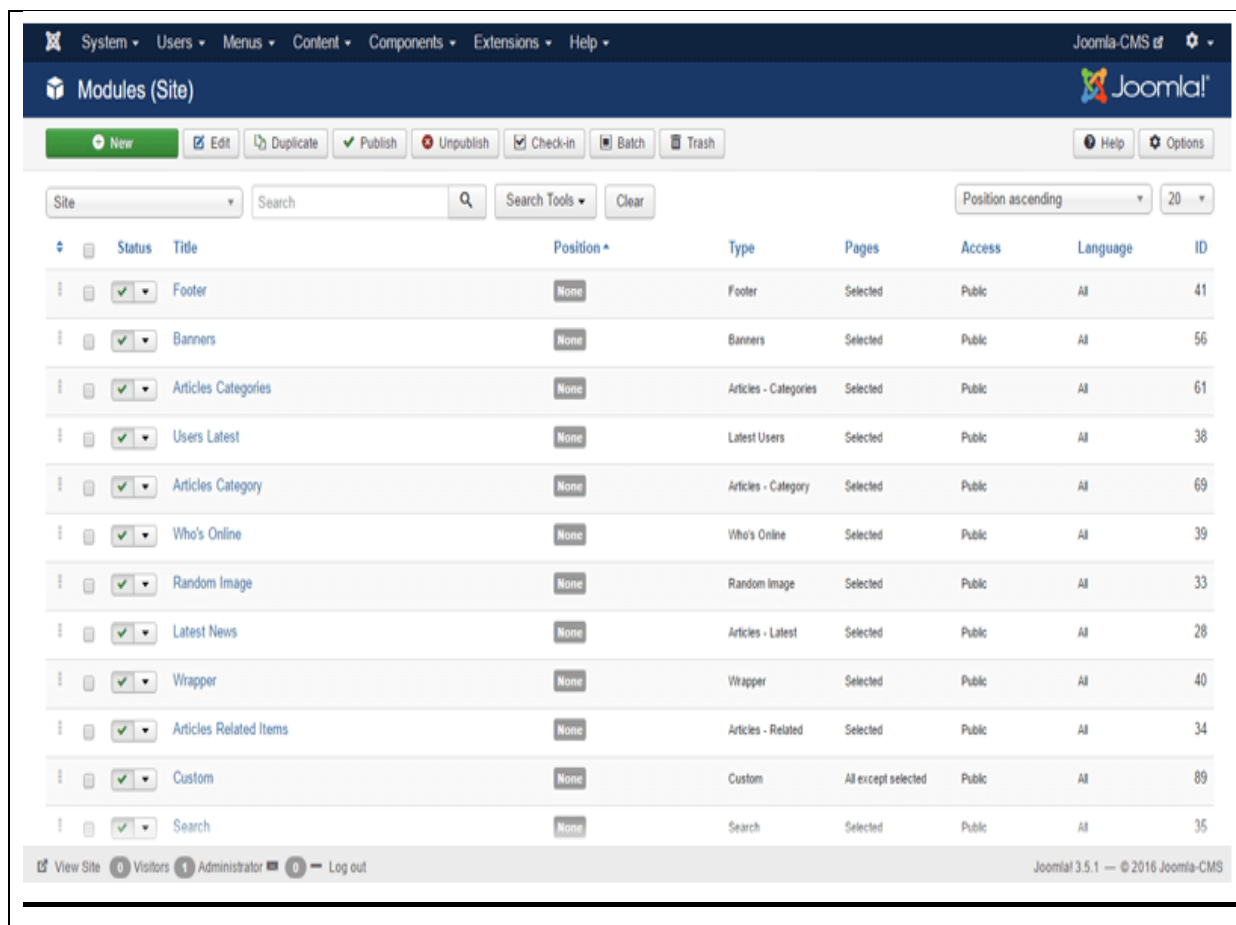 System Users Menus Content Components Extensions Help Joomla-CMS
Modules (Site) Joomla!®
New Edit Duplicate Publish Unpublish Check-in Batch Trash Help Options
Site Search Search Tools Clear Position ascending 20
Status Title Position Type Pages Access Language ID
Footer None Footer Selected Public All 41
Banners None Banners Selected Public All 56
Articles Categories None Articles - Categories Selected Public All 61
Users Latest None Latest Users Selected Public All 38
Articles Category None Articles - Category Selected Public All 69
Who's Online None Who's Online Selected Public All 39
Random Image None Random Image Selected Public All 33
Latest News None Articles - Latest Selected Public All 28
Wrapper None Wrapper Selected Public All 40
Articles Related Items None Articles - Related Selected Public All 34
Custom None Custom All except selected Public All 89
Search None Search Selected Public All 35
View Site 0 Visitors 1 Administrator 0 Log out Joomla! 3.5.1 — © 2016 Joomla-CMS